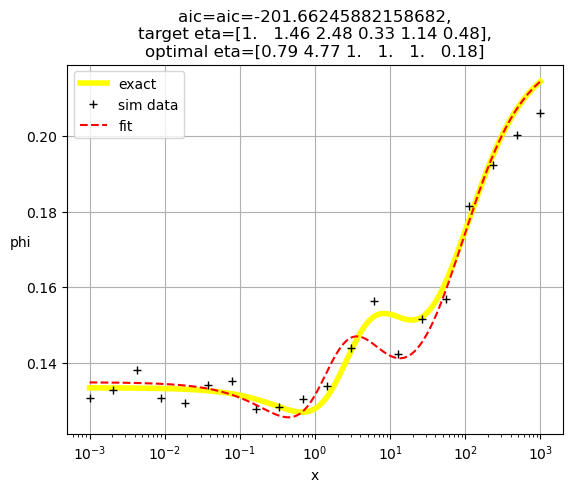 aic=aic=-201.66245882158682,
target eta=[1.   1.46 2.48 0.33 1.14 0.48],
optimal eta=[0.79 4.77 1.   1.   1.   0.18]
exact
sim data
fit
0.20
0.18
phi
0.16
0.14
10⁻³ 10⁻² 10⁻¹ 10⁰ 10¹ 10² 10³
x